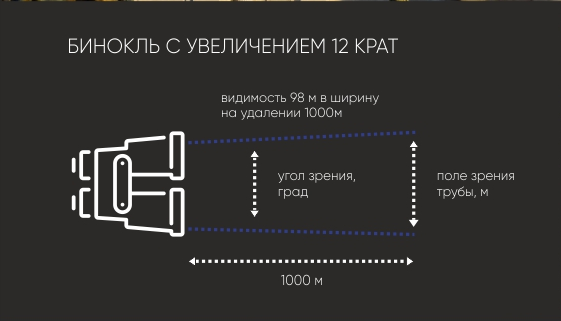 БИНОКЛЬ С УВЕЛИЧЕНИЕМ 12 КРАТ
видимость 98 м в ширину
на удалении 1000м
угол зрения,
град
поле зрения
трубы, м
1000 м